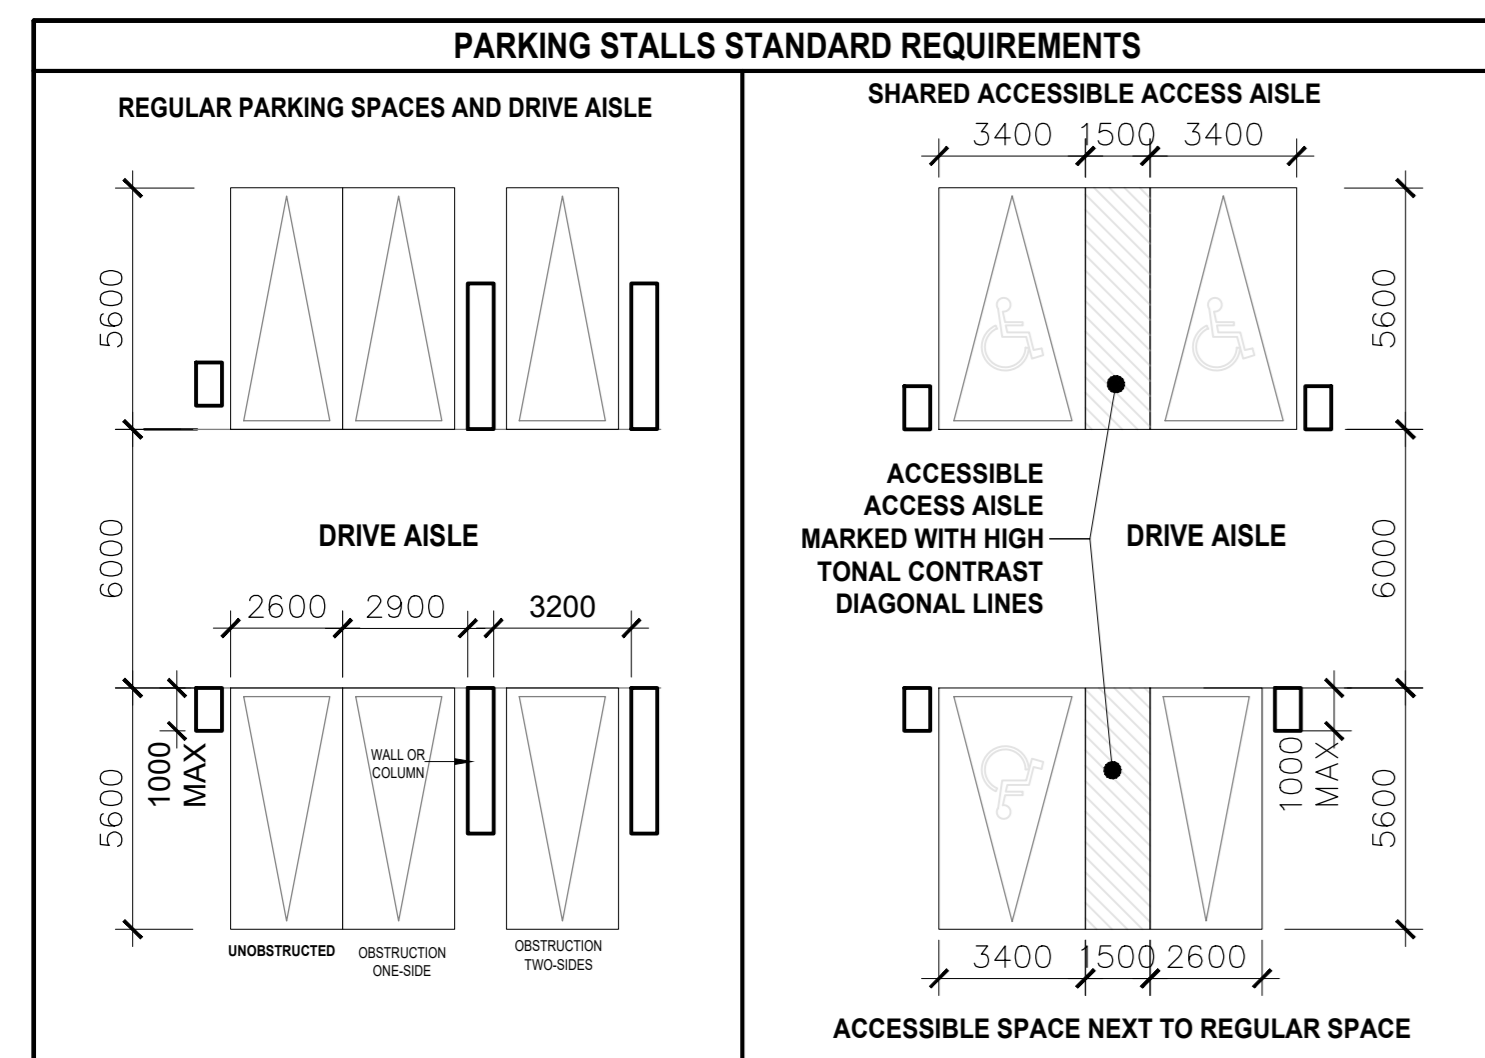 PARKING STALLS STANDARD REQUIREMENTS
REGULAR PARKING SPACES AND DRIVE AISLE
5600
6000
DRIVE AISLE
2600 2900 3200
1000
MAX
5600
WALL OR
COLUMN
UNOBSTRUCTED
OBSTRUCTION
ONE-SIDE
OBSTRUCTION
TWO-SIDES
SHARED ACCESSIBLE ACCESS AISLE
3400 1500 3400
5600
ACCESSIBLE
ACCESS AISLE
MARKED WITH HIGH
TONAL CONTRAST
DIAGONAL LINES
DRIVE AISLE
6000
1000
MAX
5600
3400 1500 2600
ACCESSIBLE SPACE NEXT TO REGULAR SPACE